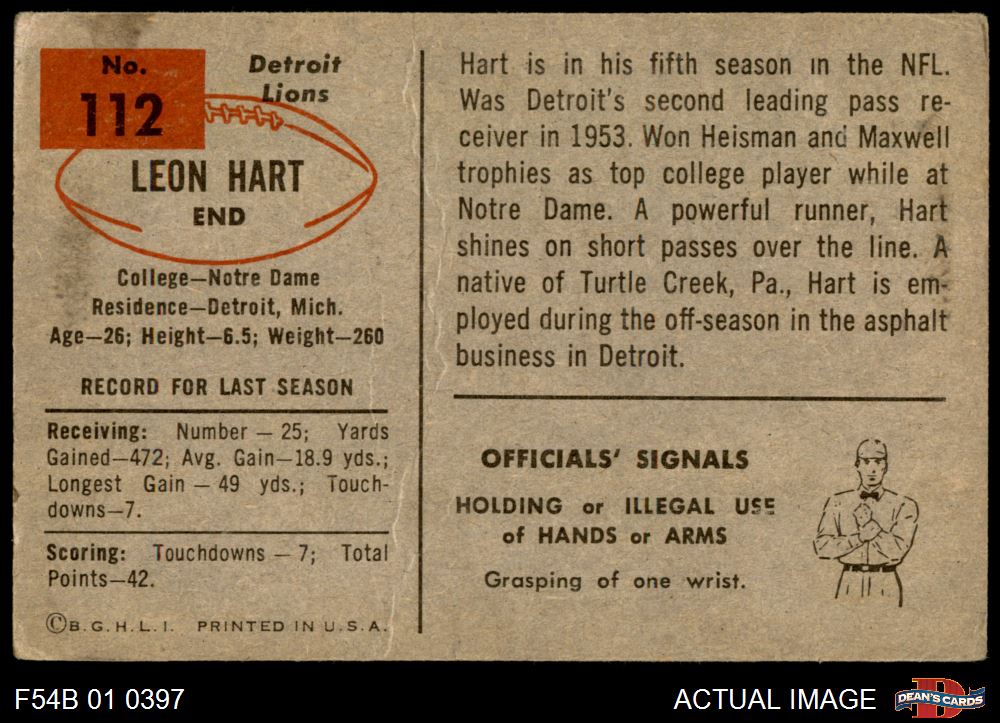 No.
112
Detroit
Lions
LEON HART
END
College—Notre Dame
Residence—Detroit, Mich.
Age—26; Height—6.5; Weight—260
RECORD FOR LAST SEASON
Receiving: Number — 25; Yards
Gained—472; Avg. Gain—18.9 yds.;
Longest Gain — 49 yds.; Touch-
downs—7.
Scoring: Touchdowns — 7; Total
Points—42.
©B.G.H.L.I. PRINTED IN U.S.A.
Hart is in his fifth season in the NFL.
Was Detroit's second leading pass re-
ceiver in 1953. Won Heisman and Maxwell
trophies as top college player while at
Notre Dame. A powerful runner, Hart
shines on short passes over the line. A
native of Turtle Creek, Pa., Hart is em-
ployed during the off-season in the asphalt
business in Detroit.
OFFICIALS' SIGNALS
HOLDING or ILLEGAL USE
of HANDS or ARMS
Grasping of one wrist.
F54B 01 0397
ACTUAL IMAGE
D
DEAN'S CARDS